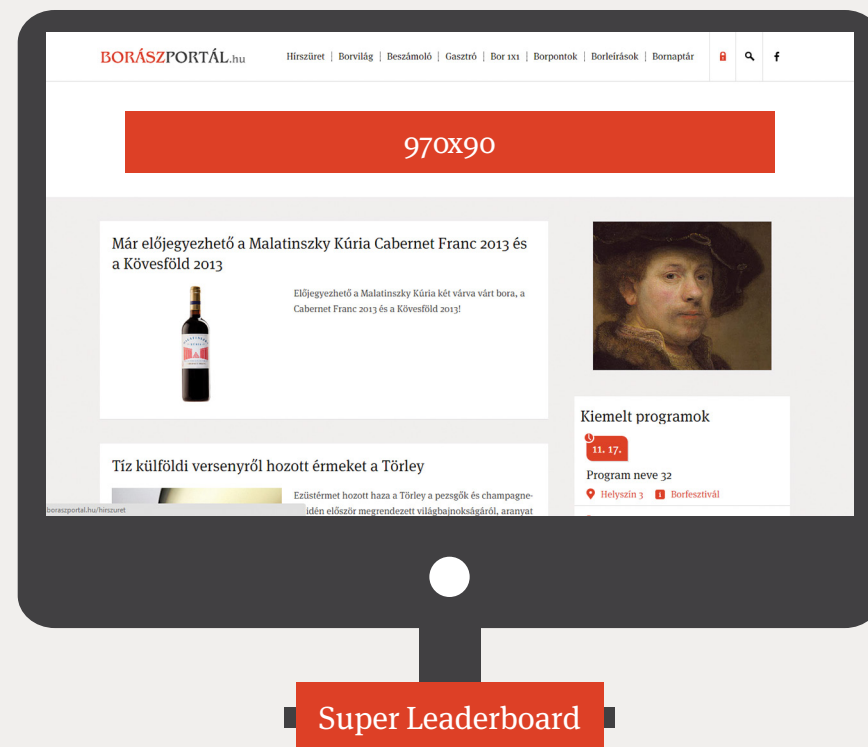 BORÁSZPORTÁL.hu
Hírszüret | Borvilág | Beszámoló | Gasztró | Bor 1x1 | Borpontok | Borleírások | Bornaptár
970x90
Már előjegyezhető a Malatinszky Kúria Cabernet Franc 2013 és
a Kövesföld 2013
Előjegyezhető a Malatinszky Kúria két várva várt bora, a
Cabernet Franc 2013 és a Kövesföld 2013!
Tíz külföldi versenyről hozott érmeket a Törley
Ezüstérmet hozott haza a Törley a pezsgők és champagne-
idén először megrendezett világbajnokságáról, aranyat
Kiemelt programok
11. 17.
Program neve 32
Helyszín 3 Borfesztivál
boraszportal.hu/hirszuret
Super Leaderboard